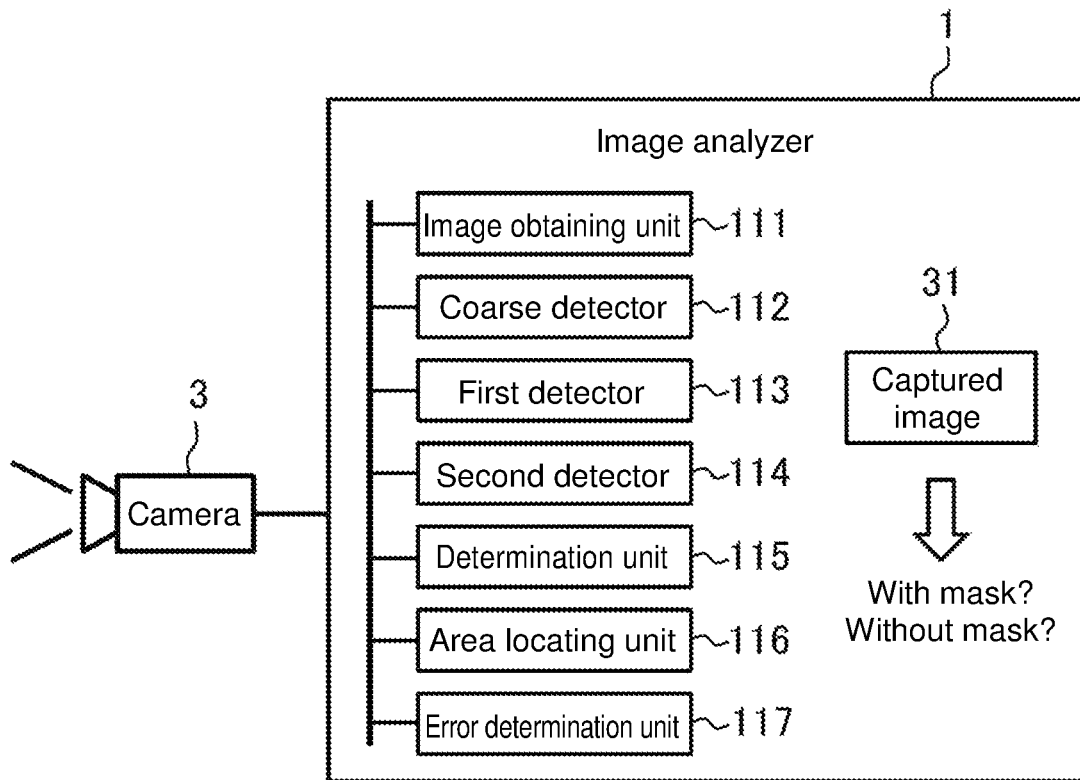 1
Image analyzer
Image obtaining unit 111
Coarse detector 112
31
First detector 113
Captured
image
3
Second detector 114
Camera
Determination unit 115
With mask?
Without mask?
Area locating unit 116
Error determination unit 117